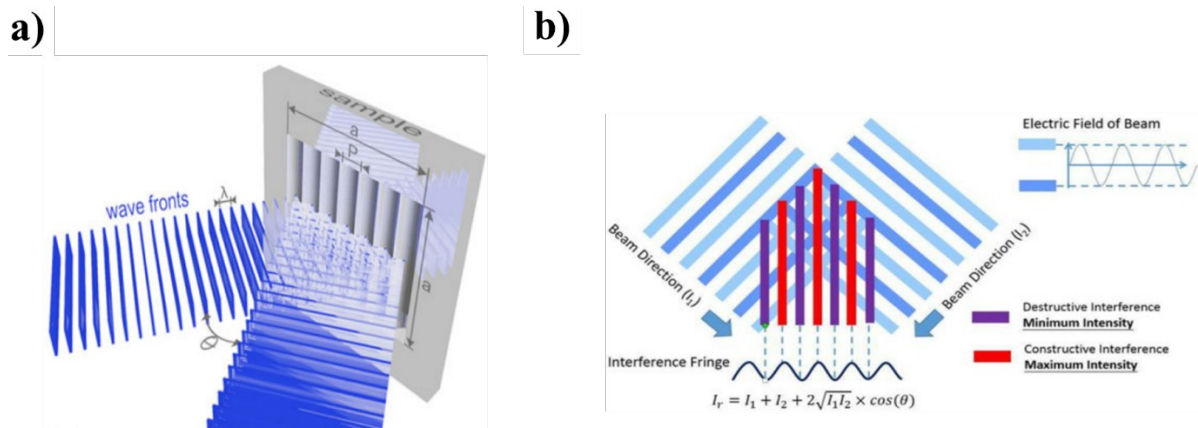 a)
b)
sample
a
p
λ
wave fronts
a
θ
Electric Field of Beam
Beam Direction (I₁)
Beam Direction (I₂)
Destructive Interference
Minimum Intensity
Constructive Interference
Maximum Intensity
Interference Fringe
Iᵣ = I₁ + I₂ + 2√I₁I₂ × cos(θ)